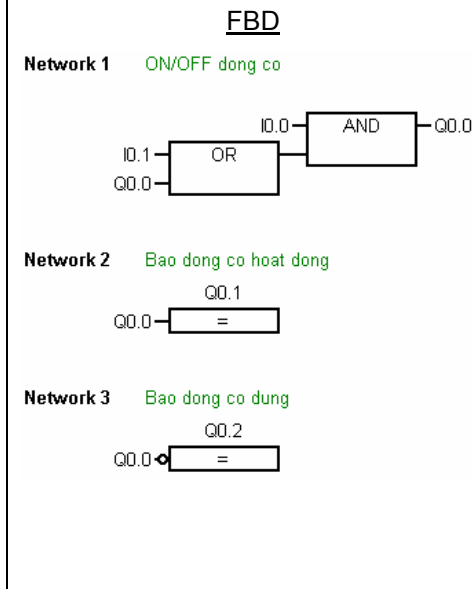 FBD
Network 1 ON/OFF dong co
I0.0 AND Q0.0
I0.1 OR
Q0.0
Network 2 Bao dong co hoat dong
Q0.1
Q0.0 =
Network 3 Bao dong co dung
Q0.2
Q0.0 =